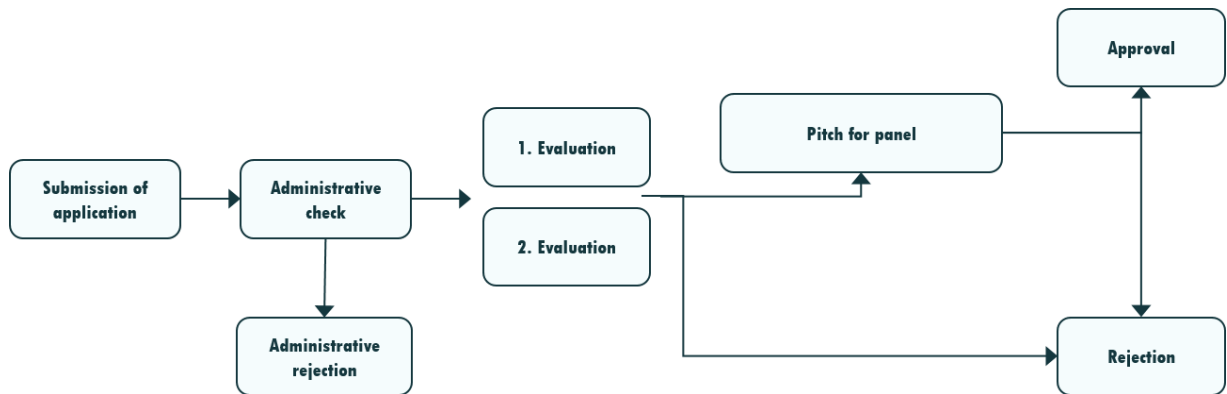 Submission of
application
Administrative
check
Administrative
rejection
1. Evaluation
2. Evaluation
Pitch for panel
Approval
Rejection